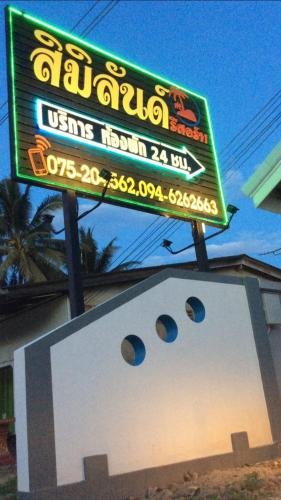 สิมิลันด์
รีสอร์ท
บริการ ห้องพัก 24 ชม.
094-6262663